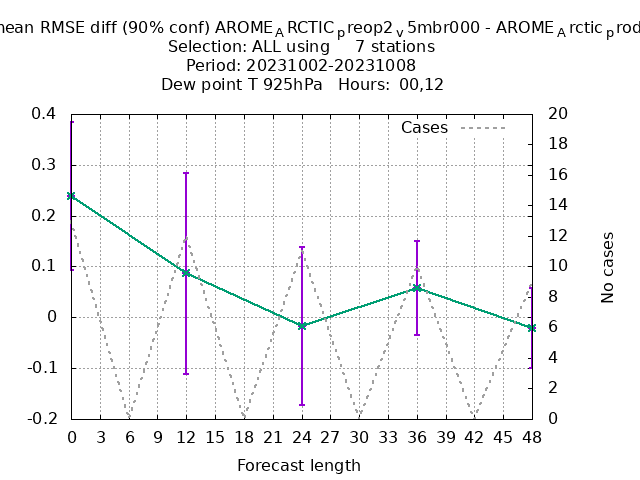 mean RMSE diff (90% conf) AROME_ARCTIC_preop2_v5mbr000 - AROME_Arctic_prod
Selection: ALL using 7 stations
Period: 20231002-20231008
Dew point T 925hPa Hours: 00,12
Cases
0.4
0.3
0.2
0.1
0
-0.1
-0.2
20
18
16
14
12
10
8
6
4
2
0
No cases
0 3 6 9 12 15 18 21 24 27 30 33 36 39 42 45 48
Forecast length